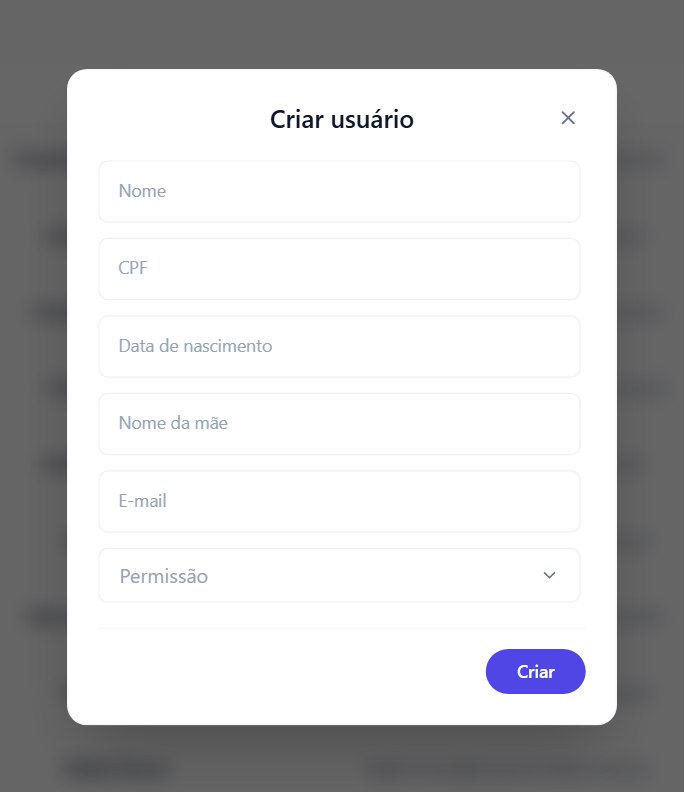 Criar usuário
Nome
CPF
Data de nascimento
Nome da mãe
E-mail
Permissão
Criar